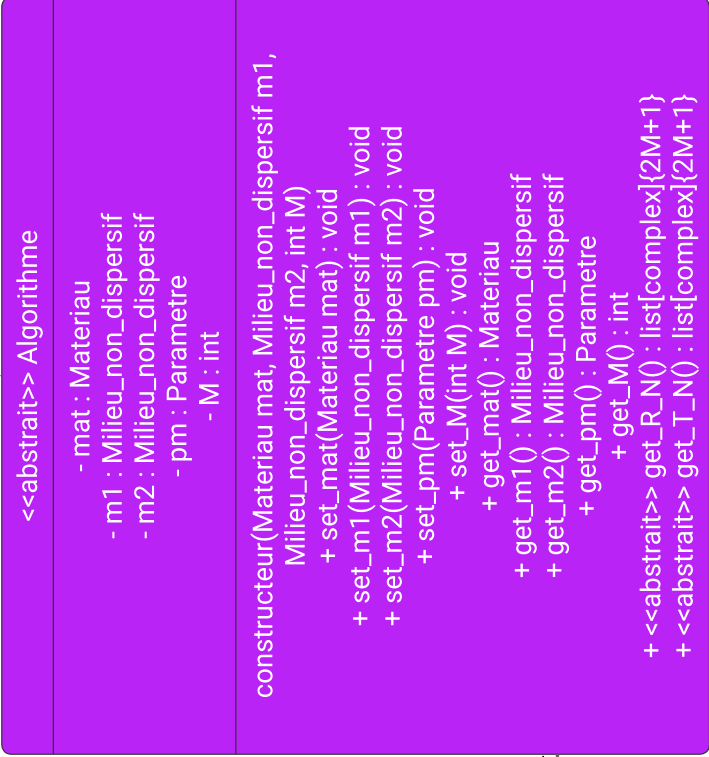 <<abstrait>> Algorithme
- mat : Materiau
- m1 : Milieu_non_dispersif
- m2 : Milieu_non_dispersif
- pm : Parametre
- M : int
constructeur(Materiau mat, Milieu_non_dispersif m1,
Milieu_non_dispersif m2, int M)
+ set_mat(Materiau mat) : void
+ set_m1(Milieu_non_dispersif m1) : void
+ set_m2(Milieu_non_dispersif m2) : void
+ set_pm(Parametre pm) : void
+ set_M(int M) : void
+ get_mat() : Materiau
+ get_m1() : Milieu_non_dispersif
+ get_m2() : Milieu_non_dispersif
+ get_pm() : Parametre
+ get_M() : int
+ <<abstrait>> get_R_N() : list[complex]{2M+1}
+ <<abstrait>> get_T_N() : list[complex]{2M+1}